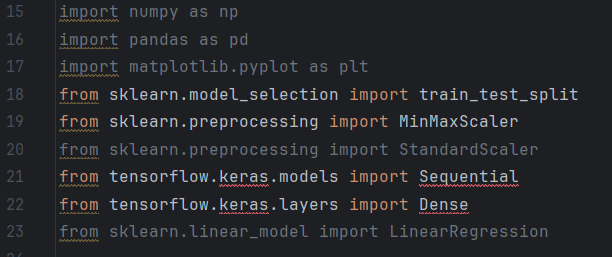 15 import numpy as np
16 import pandas as pd
17 import matplotlib.pyplot as plt
18 from sklearn.model_selection import train_test_split
19 from sklearn.preprocessing import MinMaxScaler
20 from sklearn.preprocessing import StandardScaler
21 from tensorflow.keras.models import Sequential
22 from tensorflow.keras.layers import Dense
23 from sklearn.linear_model import LinearRegression